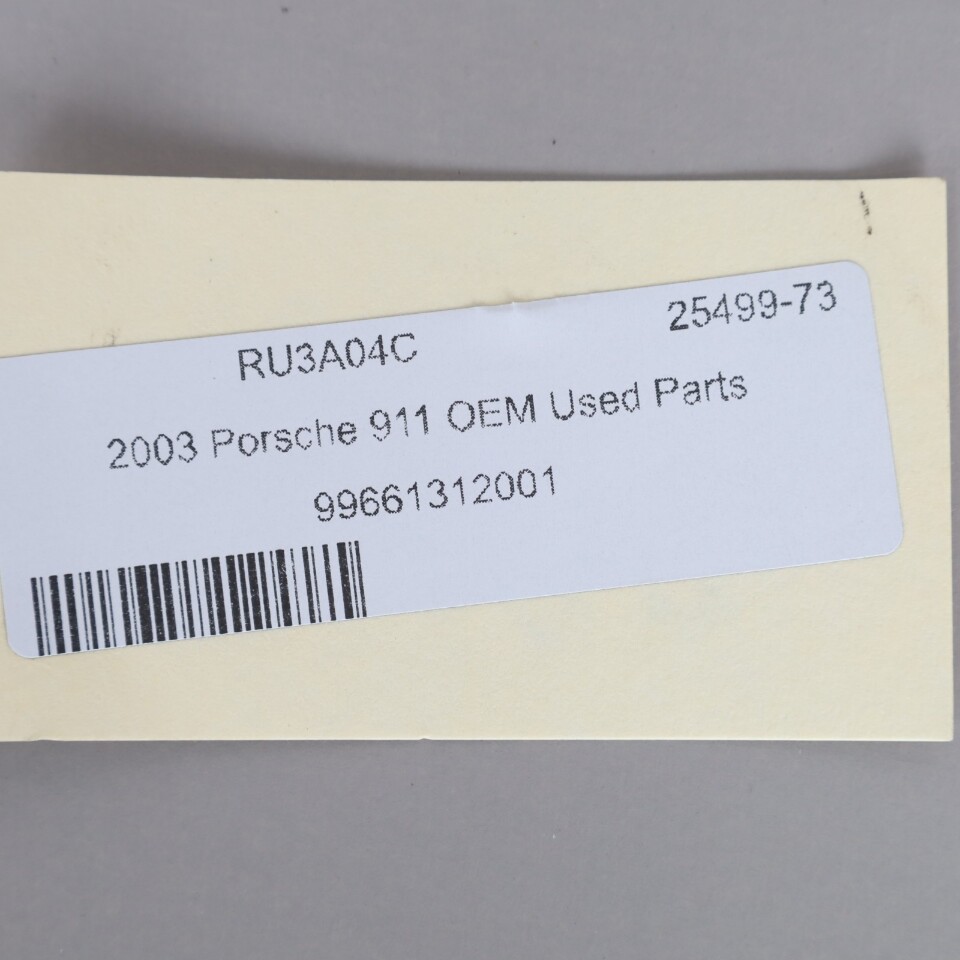 RU3A04C 25499-73
2003 Porsche 911 OEM Used Parts
99661312001